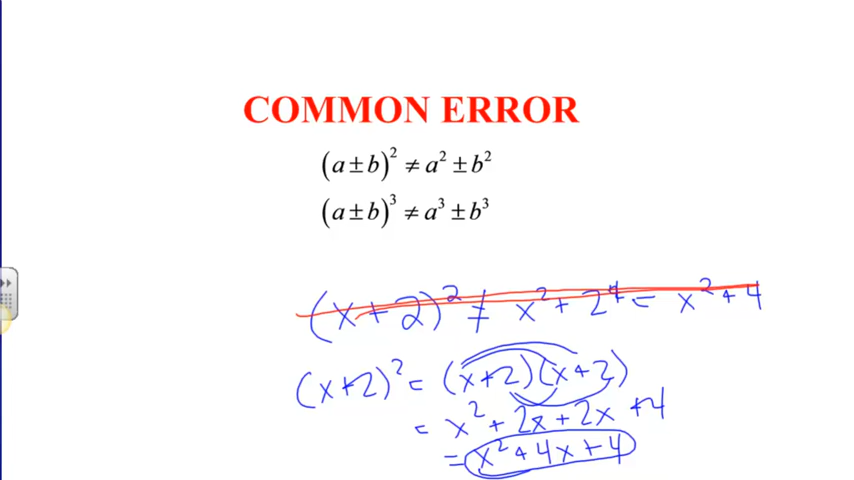 COMMON ERROR
(a ± b)² ≠ a² ± b²
(a ± b)³ ≠ a³ ± b³
(x + 2)² ≠ x² + 2⁴ = x² + 4
(x + 2)² = (x + 2)(x + 2)
= x² + 2x + 2x + 4
= x² + 4x + 4